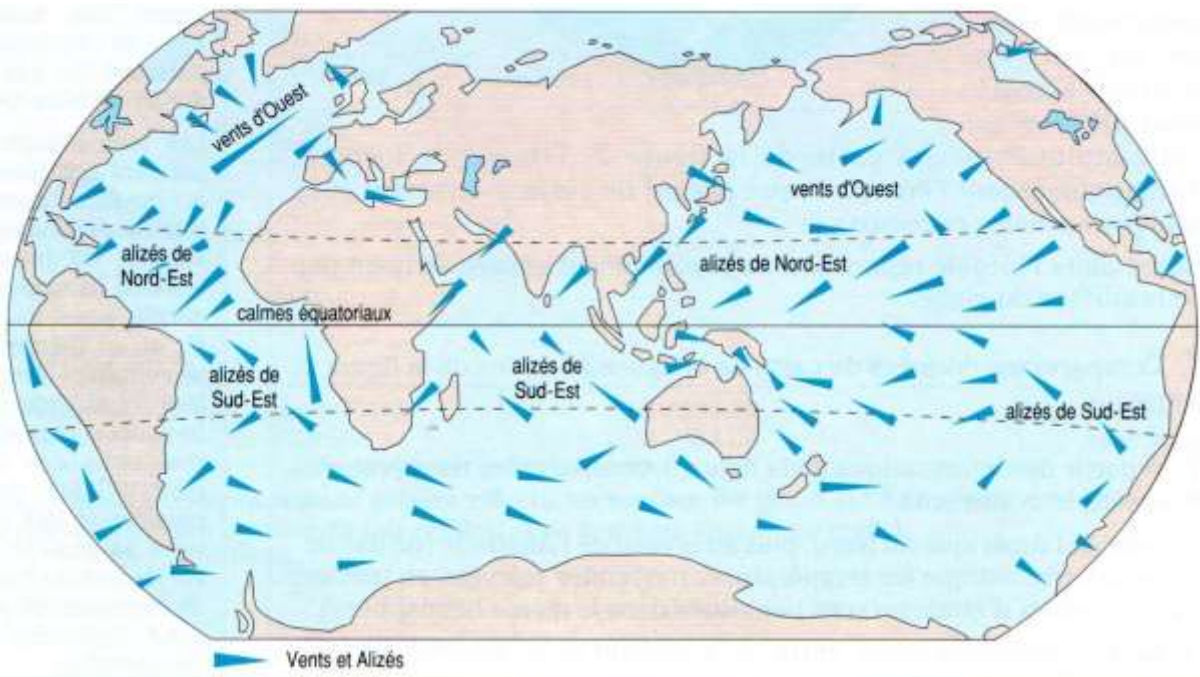 vents d'Ouest
vents d'Ouest
alizés de
Nord-Est
alizés de Nord-Est
calmes équatoriaux
alizés de
Sud-Est
alizés de
Sud-Est
alizés de Sud-Est
Vents et Alizés